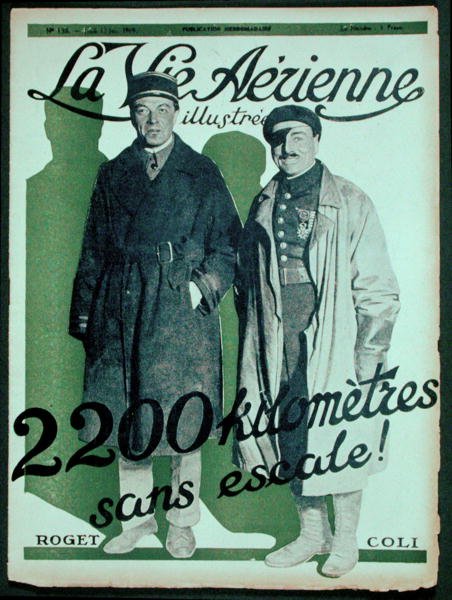 PUBLICATION HEBDOMADAIRE
La Vie Aérienne
illustrée
2200 kilomètres
sans escale!
ROGET
COLI